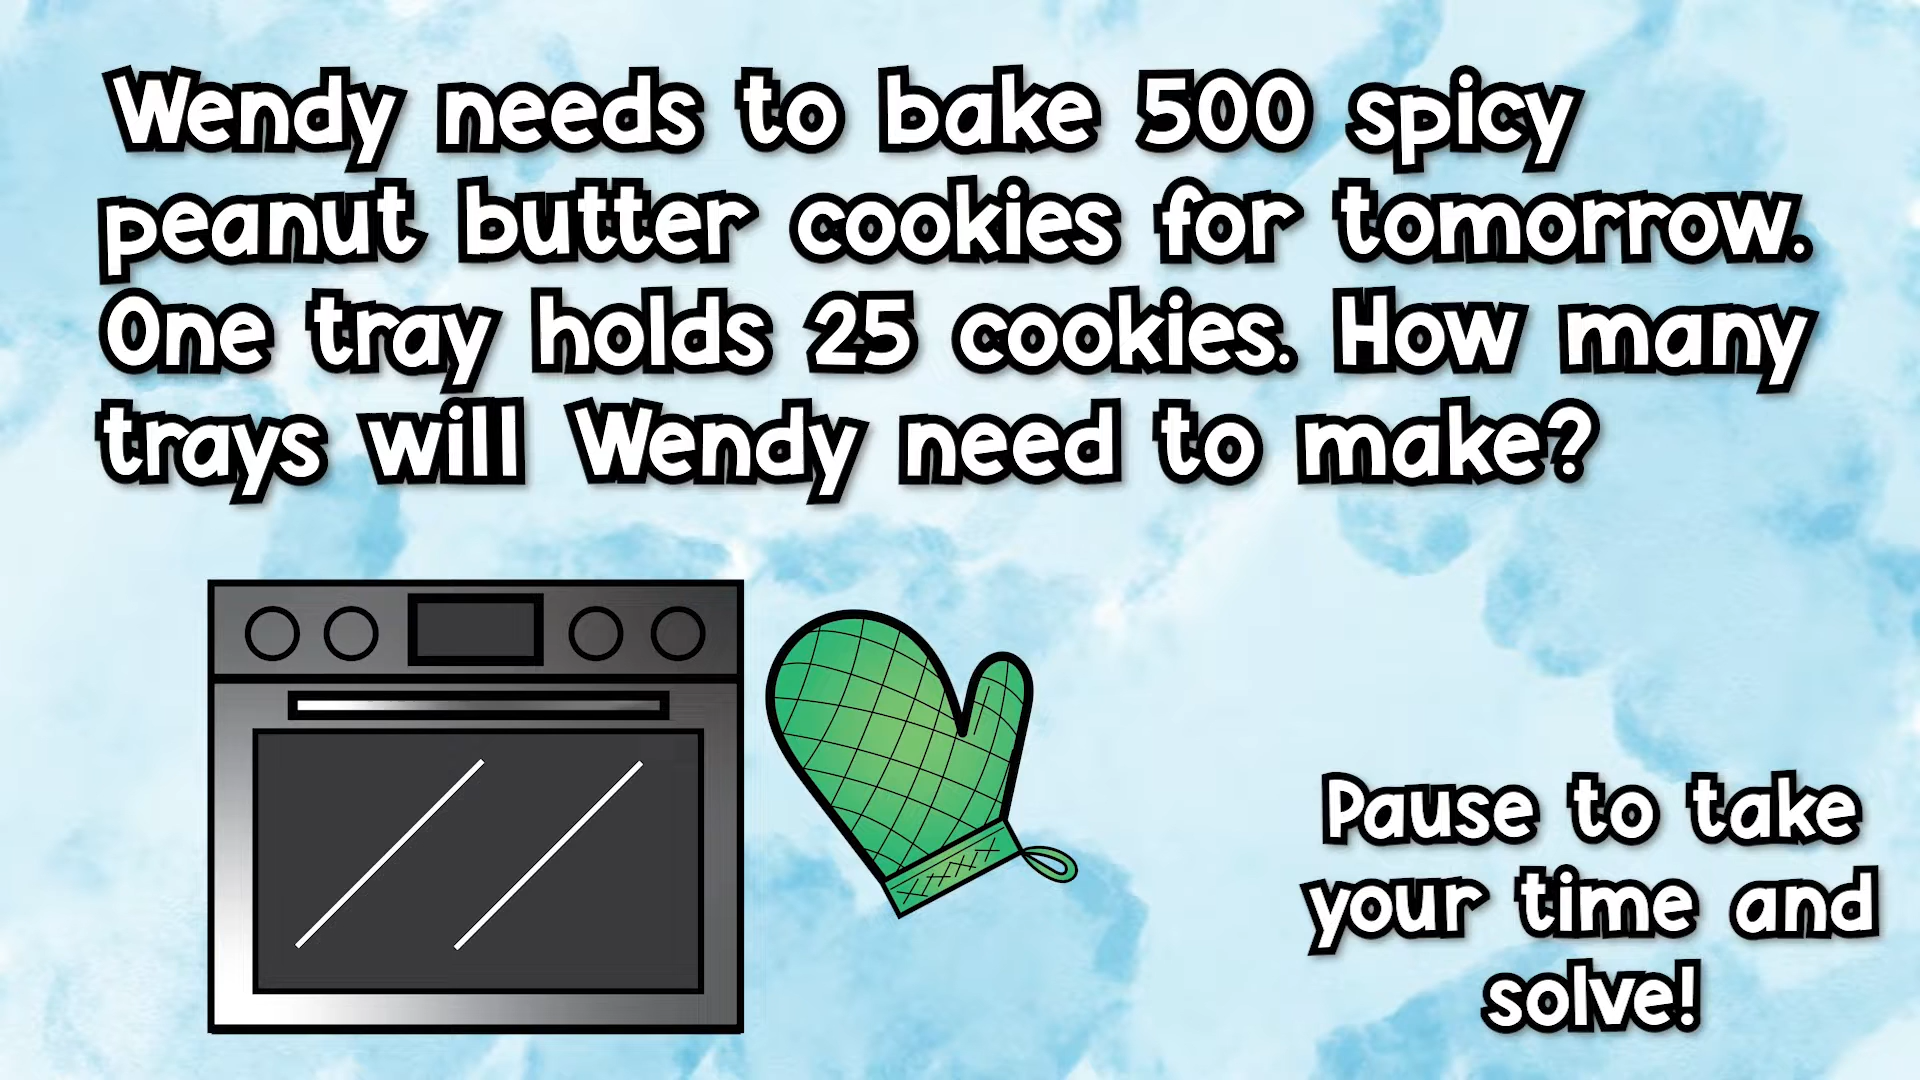 Wendy needs to bake 500 spicy
peanut butter cookies for tomorrow.
One tray holds 25 cookies. How many
trays will Wendy need to make?
Pause to take
your time and
solve!